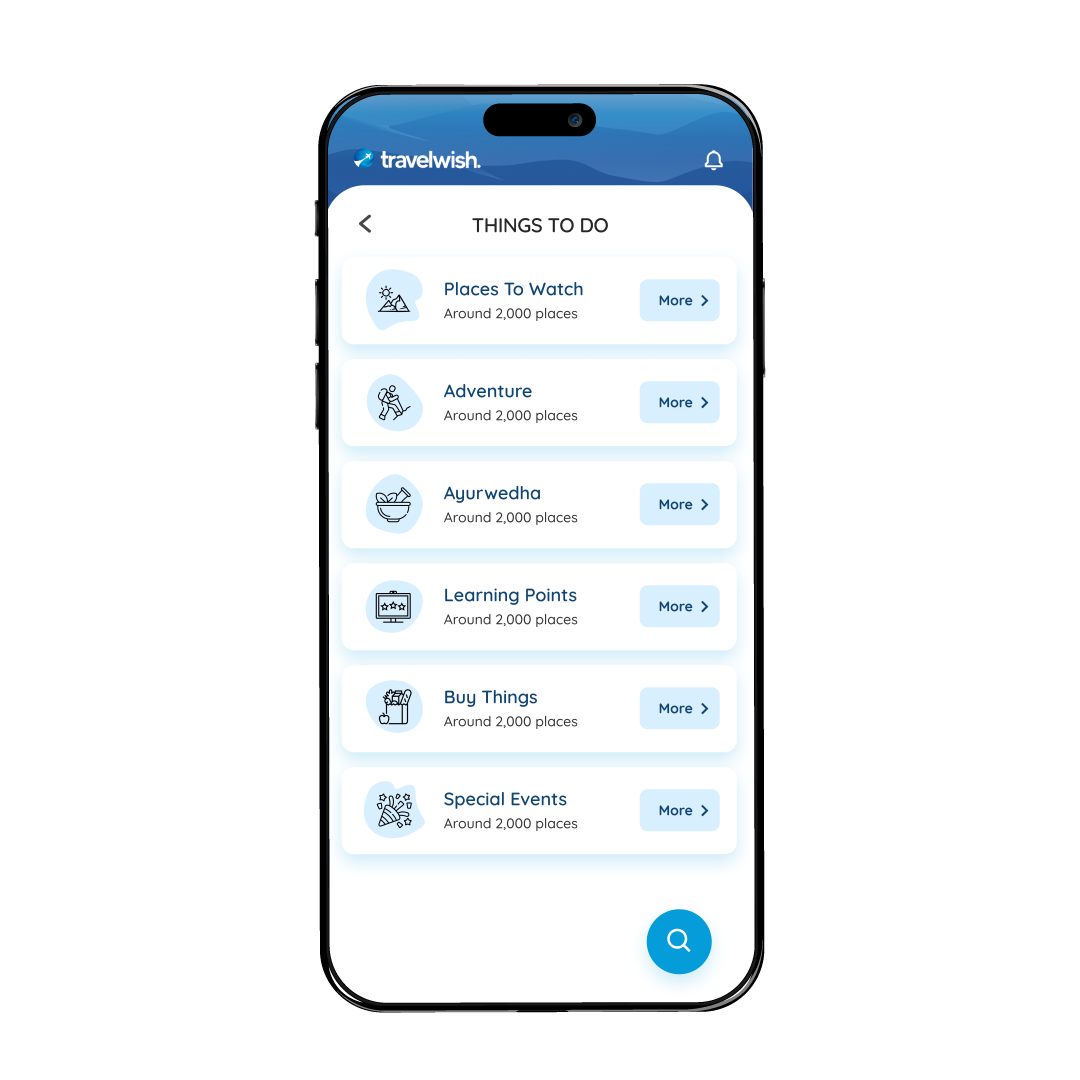 travelwish.
THINGS TO DO
Places To Watch
Around 2,000 places
More
Adventure
Around 2,000 places
More
Ayurwedha
Around 2,000 places
More
Learning Points
Around 2,000 places
More
Buy Things
Around 2,000 places
More
Special Events
Around 2,000 places
More